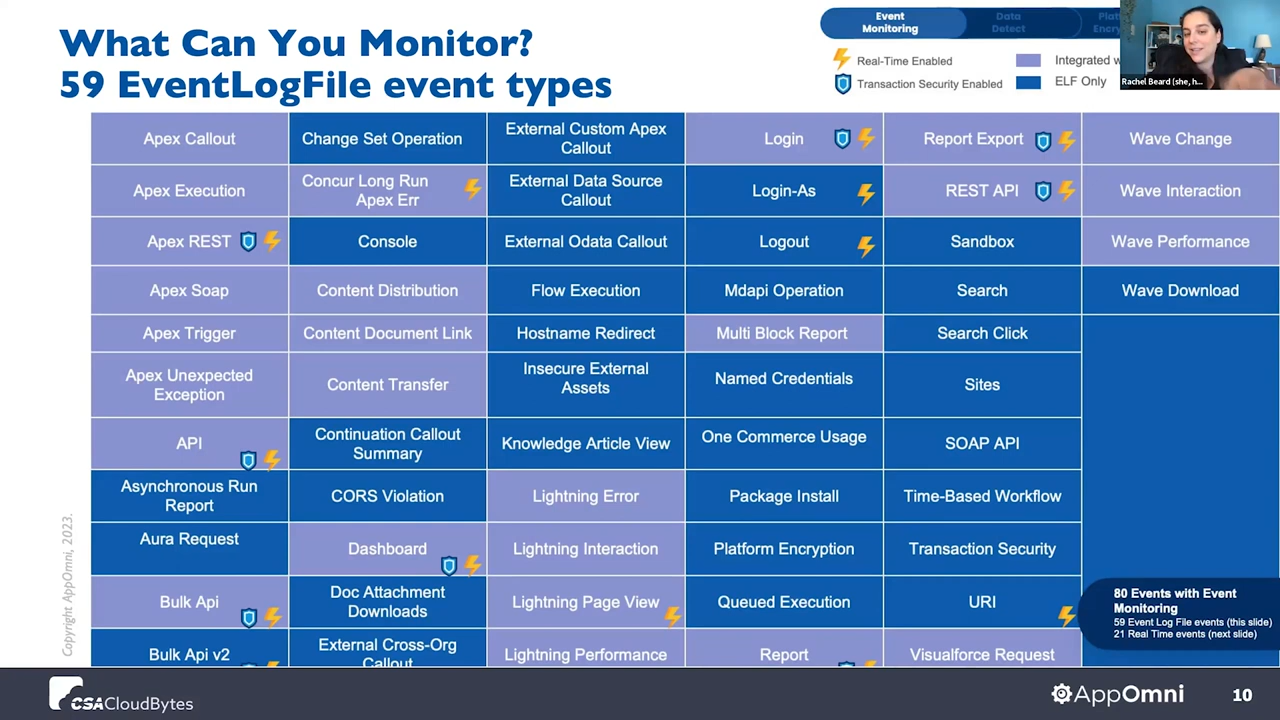 What Can You Monitor?
59 EventLogFile event types
Event
Monitoring
Data
Detect
Real-Time Enabled
Transaction Security Enabled
Integrated
ELF Only
Rachel Beard (she, h...
Apex Callout
Change Set Operation
External Custom Apex
Callout
Login
Report Export
Wave Change
Apex Execution
Concur Long Run
Apex Err
External Data Source
Callout
Login-As
REST API
Wave Interaction
Apex REST
Console
External Odata Callout
Logout
Sandbox
Wave Performance
Apex Soap
Content Distribution
Flow Execution
Mdapi Operation
Search
Wave Download
Apex Trigger
Content Document Link
Hostname Redirect
Multi Block Report
Search Click
Apex Unexpected
Exception
Content Transfer
Insecure External
Assets
Named Credentials
Sites
API
Continuation Callout
Summary
Knowledge Article View
One Commerce Usage
SOAP API
Asynchronous Run
Report
CORS Violation
Lightning Error
Package Install
Time-Based Workflow
Aura Request
Dashboard
Lightning Interaction
Platform Encryption
Transaction Security
Bulk Api
Doc Attachment
Downloads
Lightning Page View
Queued Execution
URI
Bulk Api v2
External Cross-Org
Callout
Lightning Performance
Report
Visualforce Request
80 Events with Event
Monitoring
59 Event Log File events (this slide)
21 Real Time events (next slide)
Copyright AppOmni, 2023.
CSACloudBytes
AppOmni
10